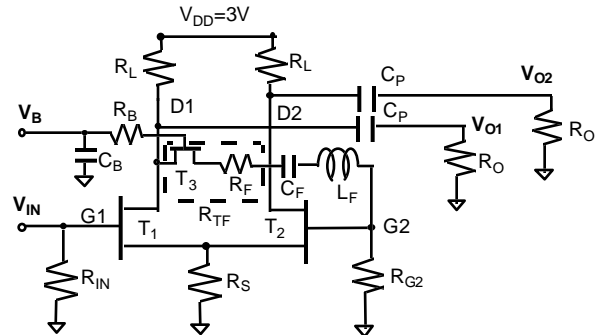 V_DD=3V
R_L
R_L
C_P
V_O2
D1
D2
C_P
V_B
R_B
V_O1
R_O
C_B
T_3
R_F
C_F
L_F
R_O
V_IN
G1
T_1
R_TF
T_2
G2
R_IN
R_S
R_G2